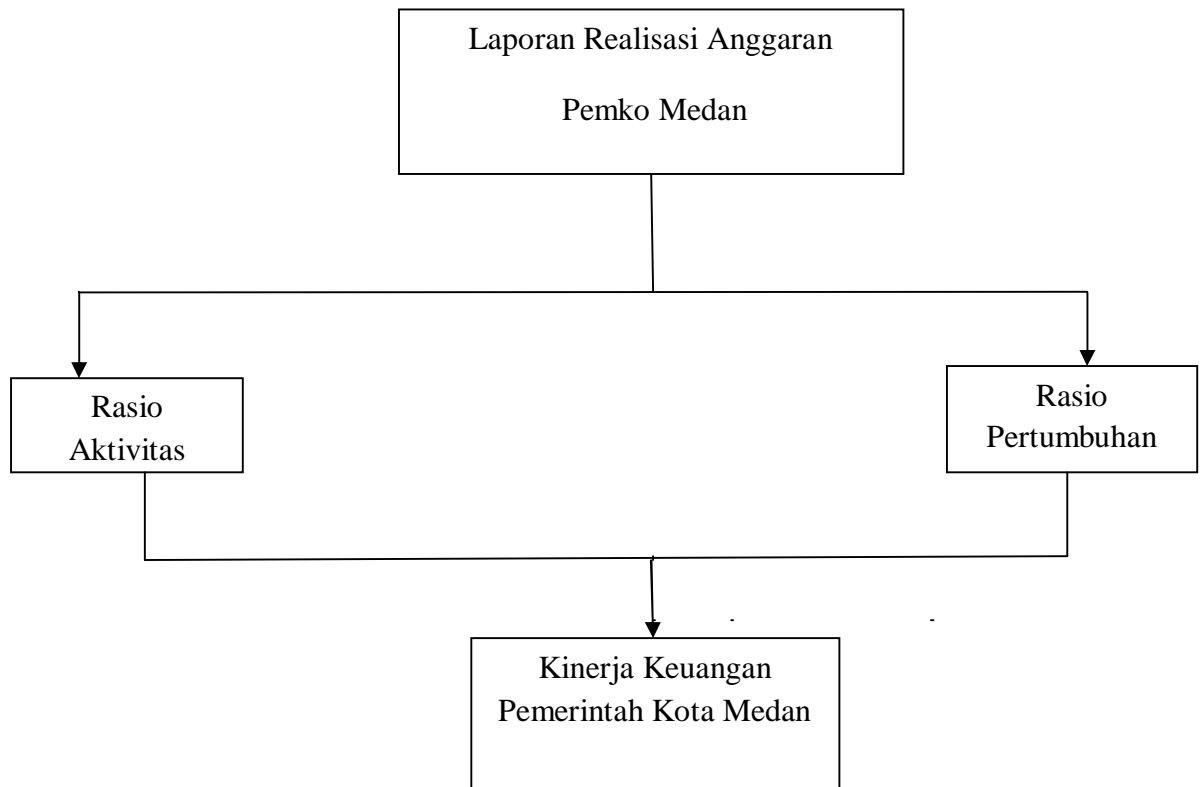 Laporan Realisasi Anggaran
Pemko Medan
Rasio
Aktivitas
Rasio
Pertumbuhan
Kinerja Keuangan
Pemerintah Kota Medan